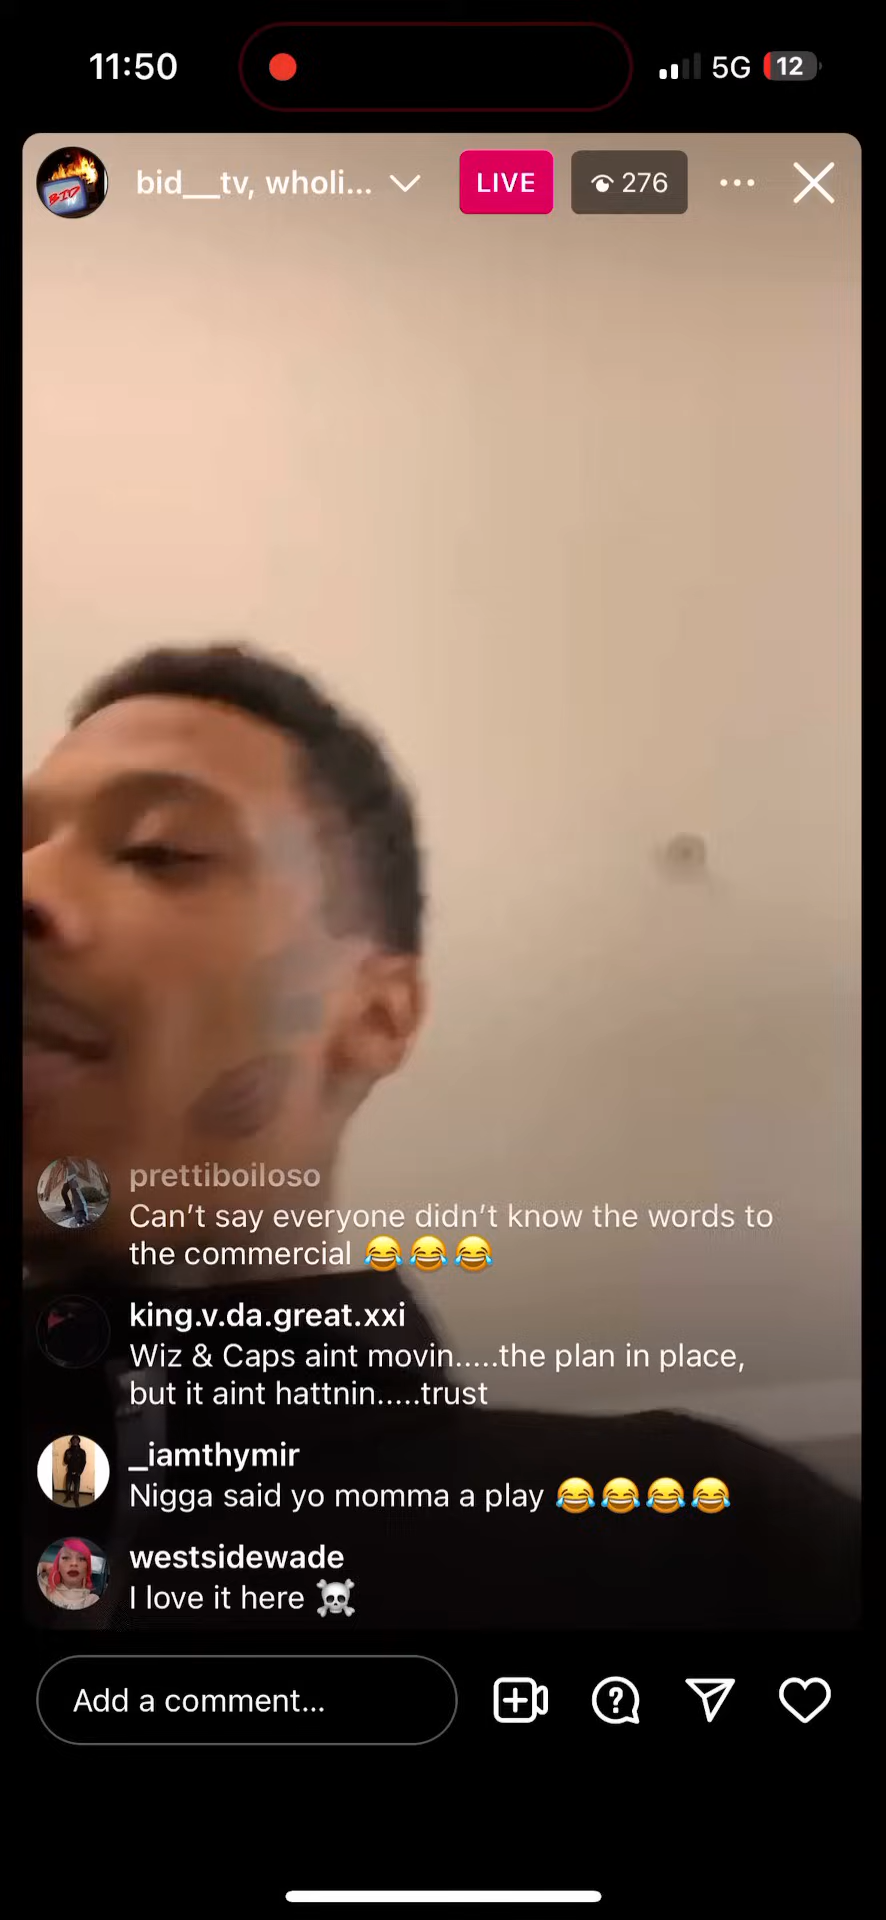 11:50
5G
12
BID
bid__tv, wholi...
LIVE
276
prettiboiloso
Can’t say everyone didn’t know the words to
the commercial 😂😂😂
king.v.da.great.xxi
Wiz & Caps aint movin.....the plan in place,
but it aint hattnin.....trust
_iamthymir
Nigga said yo momma a play 😂😂😂😂
westsidewade
I love it here ☠️
Add a comment...